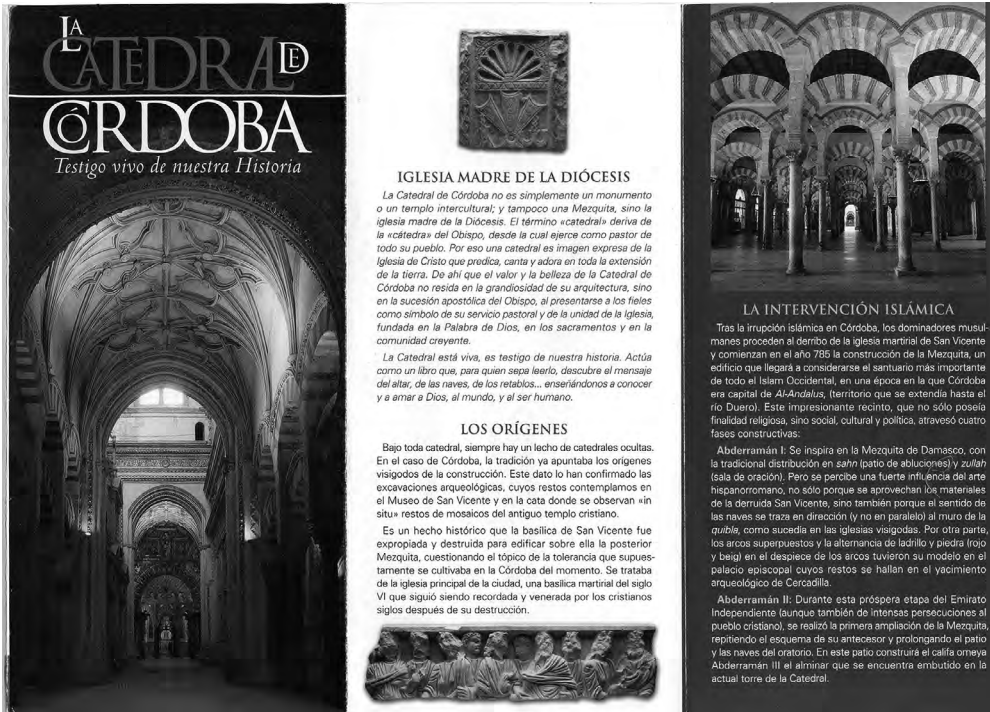 LA
CATEDRAL DE
CÓRDOBA
Testigo vivo de nuestra Historia
IGLESIA MADRE DE LA DIÓCESIS
La Catedral de Córdoba no es simplemente un monumento
o un templo intercultural; y tampoco una Mezquita, sino la
iglesia madre de la Diócesis. El término «catedral» deriva de
la «cátedra» del Obispo, desde la cual ejerce como pastor de
todo su pueblo. Por eso una catedral es imagen expresa de la
Iglesia de Cristo que predica, canta y adora en toda la extensión
de la tierra. De ahí que el valor y la belleza de la Catedral de
Córdoba no resida en la grandiosidad de su arquitectura, sino
en la sucesión apostólica del Obispo, al presentarse a los fieles
como símbolo de su servicio pastoral y de la unidad de la Iglesia,
fundada en la Palabra de Dios, en los sacramentos y en la
comunidad creyente.
La Catedral está viva, es testigo de nuestra historia. Actúa
como un libro que, para quien sepa leerlo, descubre el mensaje
del altar, de las naves, de los retablos... enseñándonos a conocer
y a amar a Dios, al mundo, y al ser humano.
LOS ORÍGENES
Bajo toda catedral, siempre hay un lecho de catedrales ocultas.
En el caso de Córdoba, la tradición ya apuntaba los orígenes
visigodos de la construcción. Este dato lo han confirmado las
excavaciones arqueológicas, cuyos restos contemplamos en
el Museo de San Vicente y en la cata donde se observan «in
situ» restos de mosaicos del antiguo templo cristiano.
Es un hecho histórico que la basílica de San Vicente fue
expropiada y destruida para edificar sobre ella la posterior
Mezquita, cuestionando el tópico de la tolerancia que supues-
tamente se cultivaba en la Córdoba del momento. Se trataba
de la iglesia principal de la ciudad, una basílica martirial del siglo
VI que siguió siendo recordada y venerada por los cristianos
siglos después de su destrucción.
LA INTERVENCIÓN ISLÁMICA
Tras la irrupción islámica en Córdoba, los dominadores musul-
manes proceden al derribo de la iglesia martirial de San Vicente
y comienzan en el año 785 la construcción de la Mezquita, un
edificio que llegará a considerarse el santuario más importante
de todo el Islam Occidental, en una época en la que Córdoba
era capital de Al-Andalus, (territorio que se extendía hasta el
río Duero). Este impresionante recinto, que no sólo poseía
finalidad religiosa, sino social, cultural y política, atravesó cuatro
fases constructivas:
Abderramán I: Se inspira en la Mezquita de Damasco, con
la tradicional distribución en sahn (patio de abluciones) y zullah
(sala de oración). Pero se percibe una fuerte influencia del arte
hispanorromano, no sólo porque se aprovechan los materiales
de la derruida San Vicente, sino también porque el sentido de
las naves se traza en dirección (y no en paralelo) al muro de la
quibla, como sucedía en las iglesias visigodas. Por otra parte,
los arcos superpuestos y la alternancia de ladrillo y piedra (rojo
y beig) en el despiece de los arcos tuvieron su modelo en el
palacio episcopal cuyos restos se hallan en el yacimiento
arqueológico de Cercadilla.
Abderramán II: Durante esta próspera etapa del Emirato
Independiente (aunque también de intensas persecuciones al
pueblo cristiano), se realizó la primera ampliación de la Mezquita,
repitiendo el esquema de su antecesor y prolongando el patio
y las naves del oratorio. En este patio construirá el califa omeya
Abderramán III el alminar que se encuentra embutido en la
actual torre de la Catedral.